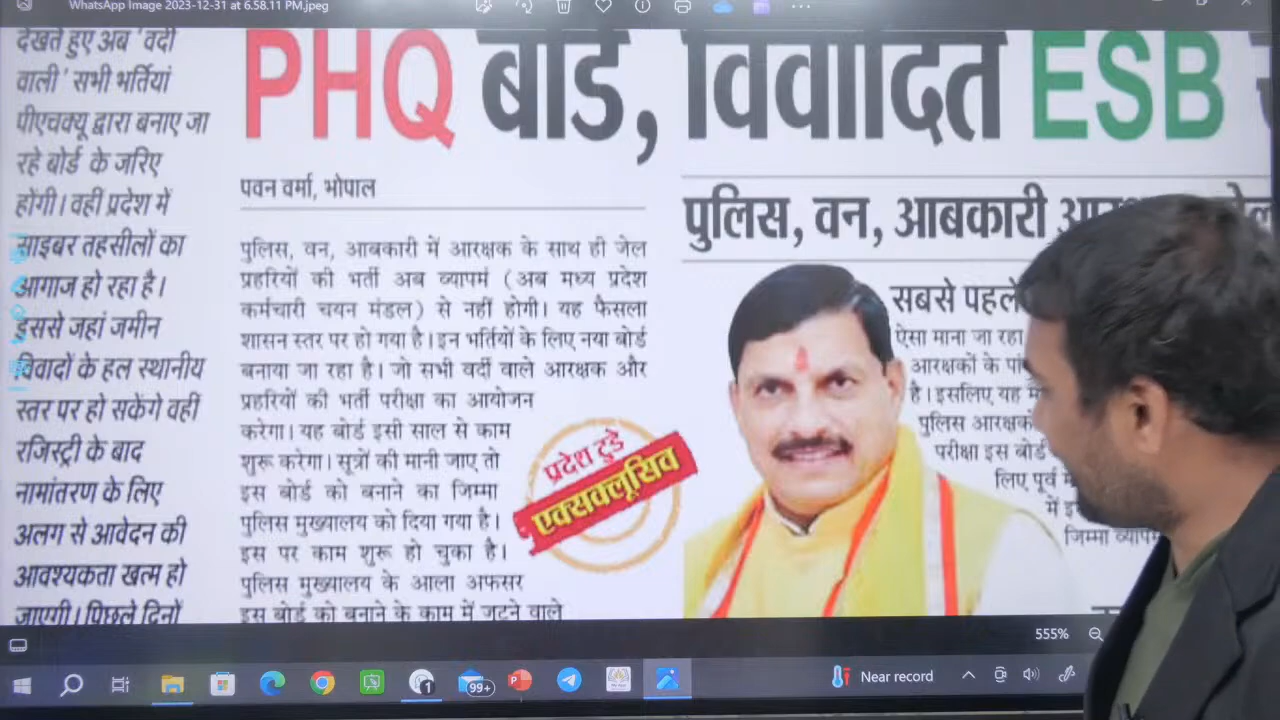 WhatsApp Image 2023-12-31 at 6.58.11 PM.jpeg
देखते हुए अब 'वर्दी
वाली' सभी भर्तियां
पीएचक्यू द्वारा बनाए जा
रहे बोर्ड के जरिए
होंगी। वहीं प्रदेश में
साइबर तहसीलों का
आगाज हो रहा है।
इससे जहां जमीन
विवादों के हल स्थानीय
स्तर पर हो सकेंगे वहीं
रजिस्ट्री के बाद
नामांतरण के लिए
अलग से आवेदन की
आवश्यकता खत्म हो
जाएगी। पिछले दिनों
PHQ बोर्ड, विवादित ESB
पवन वर्मा, भोपाल
पुलिस, वन, आबकारी में आरक्षक के साथ ही जेल
प्रहरियों की भर्ती अब व्यापमं (अब मध्य प्रदेश
कर्मचारी चयन मंडल) से नहीं होगी। यह फैसला
शासन स्तर पर हो गया है। इन भर्तियों के लिए नया बोर्ड
बनाया जा रहा है। जो सभी वर्दी वाले आरक्षक और
प्रहरियों की भर्ती परीक्षा का आयोजन
करेगा। यह बोर्ड इसी साल से काम
शुरू करेगा। सूत्रों की मानी जाए तो
इस बोर्ड को बनाने का जिम्मा
पुलिस मुख्यालय को दिया गया है।
इस पर काम शुरू हो चुका है।
पुलिस मुख्यालय के आला अफसर
इस बोर्ड को बनाने के काम में जुटने वाले
प्रदेश टुडे
एक्सक्लूसिव
पुलिस, वन, आबकारी
सबसे पहले
ऐसा माना जा रहा
आरक्षकों के
है। इसलिए यह
पुलिस आरक्षक
परीक्षा इस बोर्ड
लिए पूर्व
में
जिम्मा व्यापमं
555%
1
99+
Near record